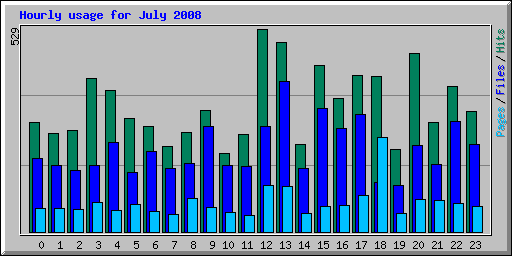 Hourly usage for July 2008
529
Pages / Files / Hits
0 1 2 3 4 5 6 7 8 9 10 11 12 13 14 15 16 17 18 19 20 21 22 23